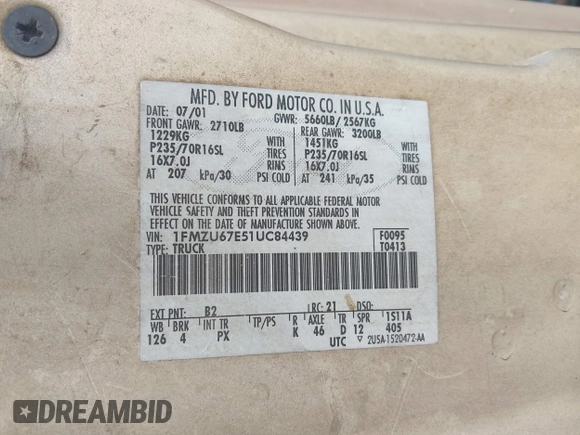 MFD. BY FORD MOTOR CO. IN U.S.A.
DATE: 07/01 GVWR: 5660LB/ 2567KG
FRONT GAWR: 2710LB REAR GAWR: 3200LB
1229KG WITH 1451KG WITH
P235/70R16SL TIRES P235/70R16SL TIRES
16X7.0J RIMS 16X7.0J RIMS
AT 207 kPa/30 PSI COLD AT 241 kPa/35 PSI COLD
THIS VEHICLE CONFORMS TO ALL APPLICABLE FEDERAL MOTOR
VEHICLE SAFETY AND THEFT PREVENTION STANDARDS IN
EFFECT ON THE DATE OF MANUFACTURE SHOWN ABOVE.
VIN: 1FMZU67E51UC84439 F0095
TYPE: TRUCK T0413
EXT PNT: B2 RC: 21 DSO:
WB BRK INT TR TP/PS R AXLE TR SPR 1S11A
126 4 PX K 46 D 12 405
UTC ▽ 2U5A-1520472-AA
DREAMBID